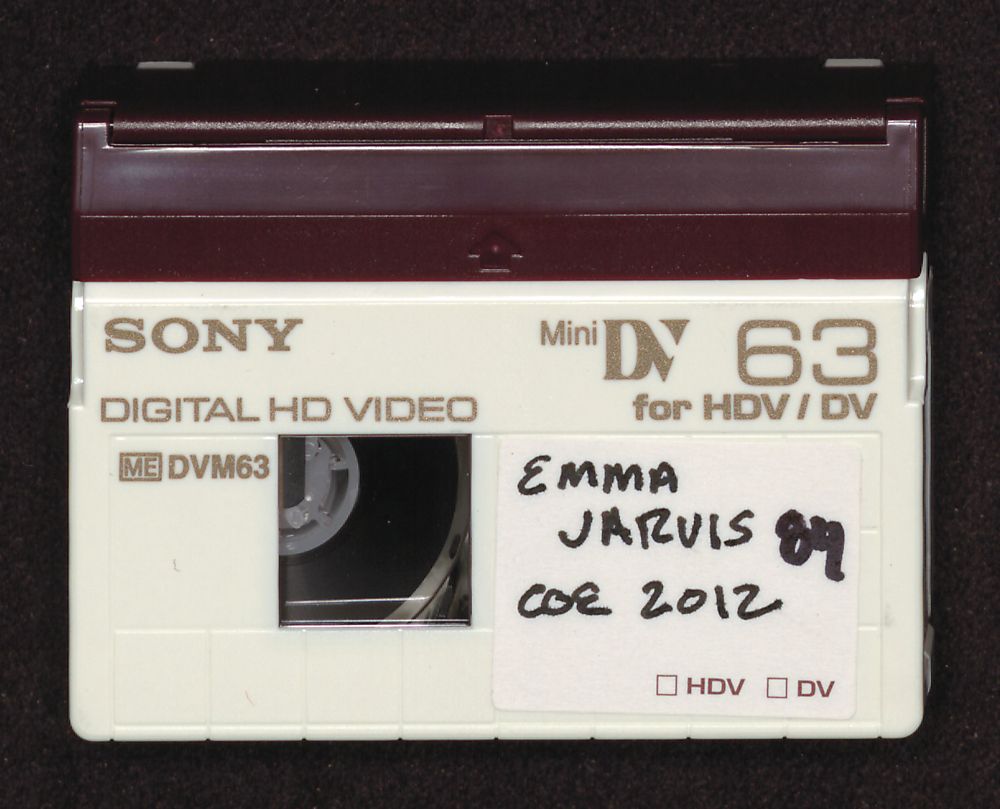 SONY
Mini DV 63
DIGITAL HD VIDEO
for HDV / DV
ME DVM63
EMMA
JARVIS 89
COE 2012
HDV DV